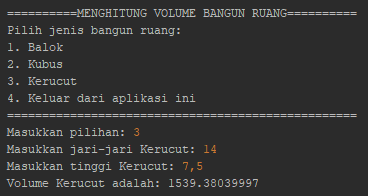 ==========MENGHITUNG VOLUME BANGUN RUANG==========
Pilih jenis bangun ruang:
1. Balok
2. Kubus
3. Kerucut
4. Keluar dari aplikasi ini
==================================================
Masukkan pilihan: 3
Masukkan jari-jari Kerucut: 14
Masukkan tinggi Kerucut: 7,5
Volume Kerucut adalah: 1539.38039997